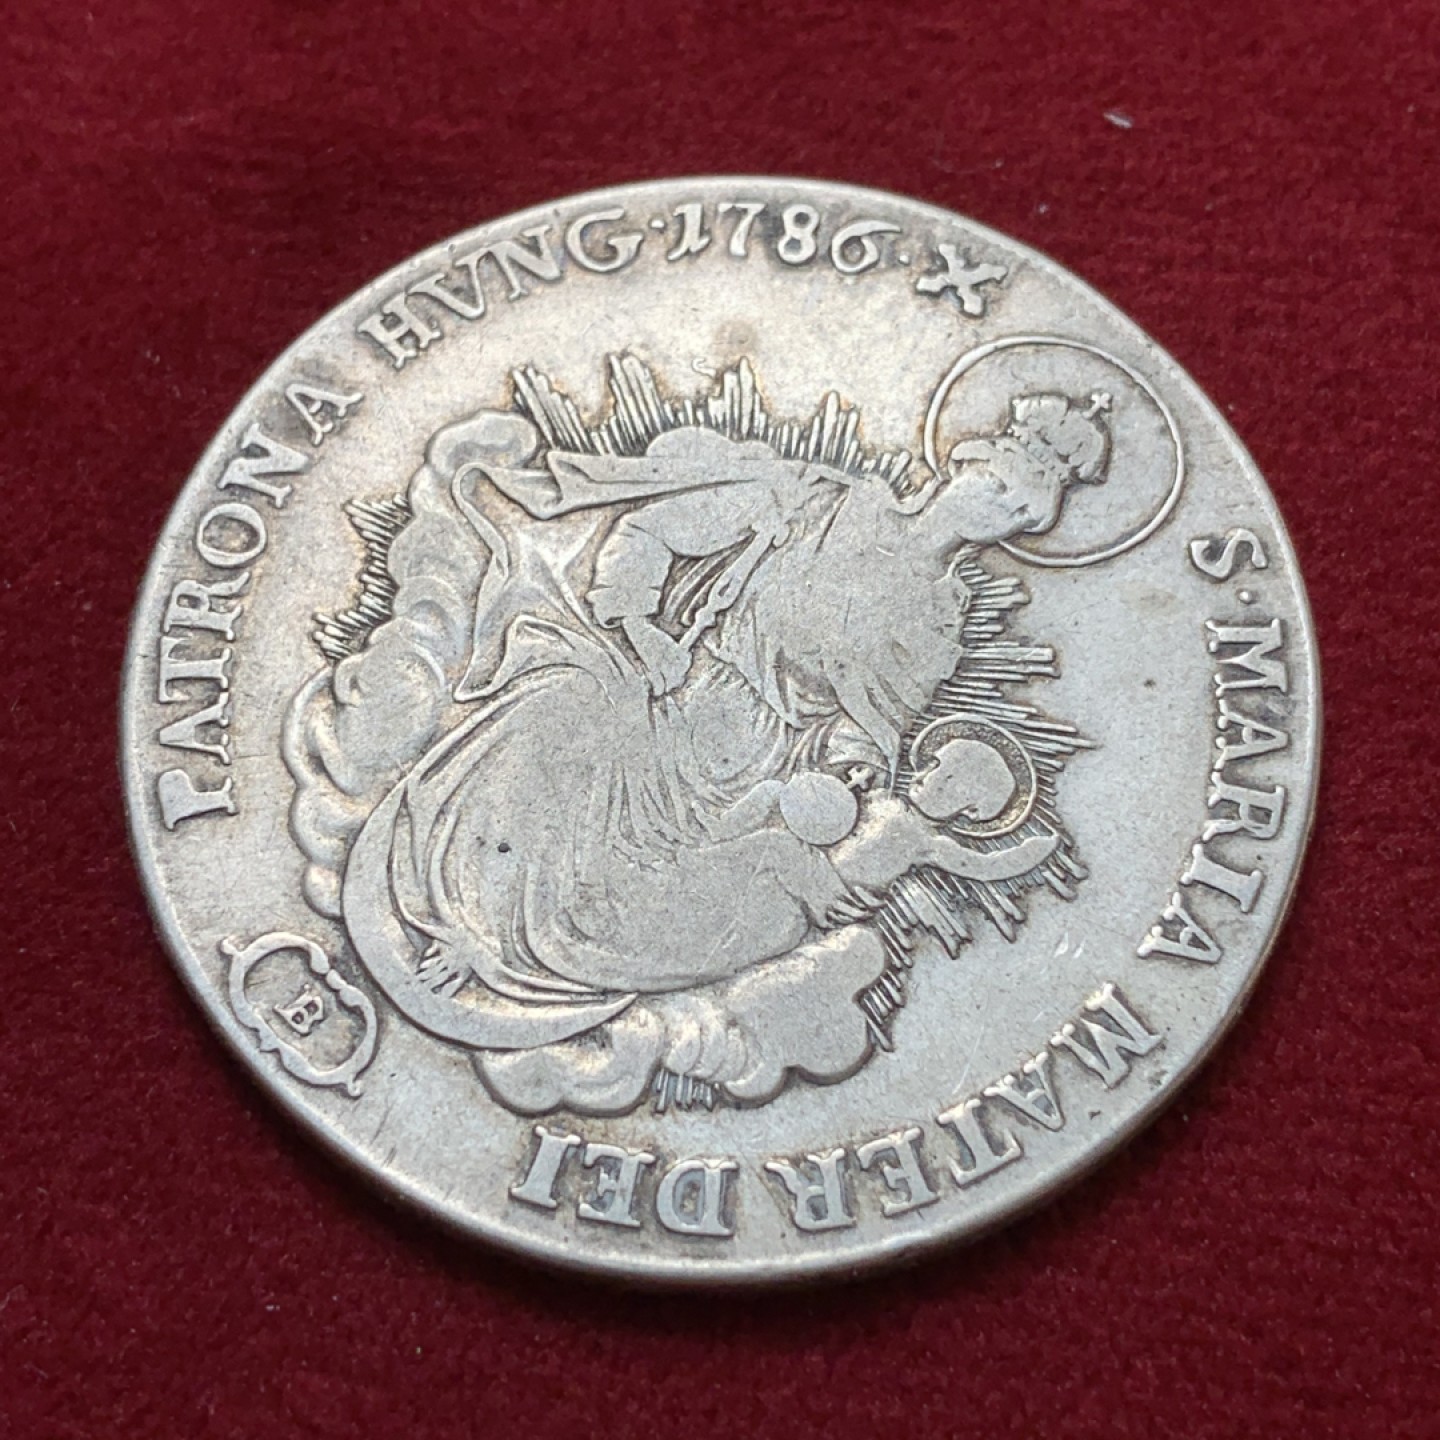 S·MARIA MATER DEI
PATRONA HVNG·1786·X
B